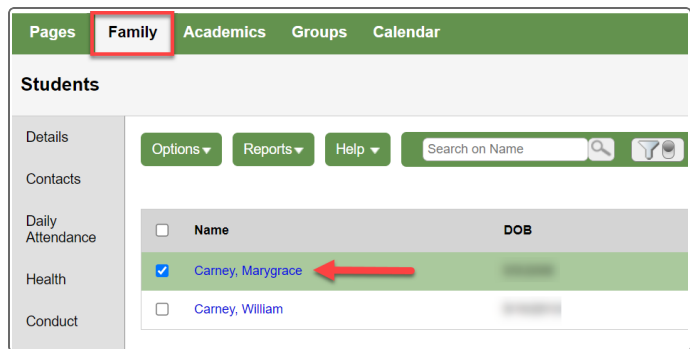 Pages Family Academics Groups Calendar
Students
Details
Contacts
Daily
Attendance
Health
Conduct
Options Reports Help Search on Name
Name DOB
Carney, Marygrace
Carney, William